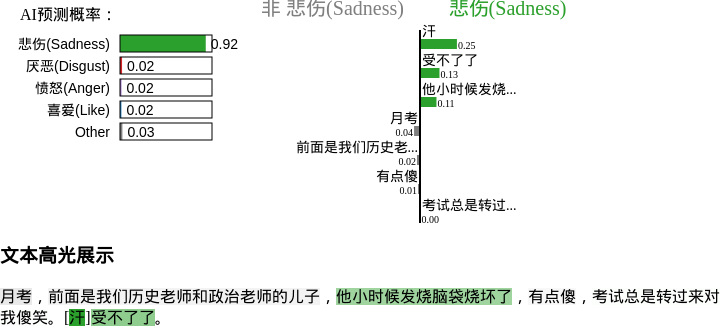 AI预测概率：
悲伤(Sadness) 0.92
厌恶(Disgust) 0.02
愤怒(Anger) 0.02
喜爱(Like) 0.02
Other 0.03
非 悲伤(Sadness) 悲伤(Sadness)
汗
0.25
受不了了
0.13
他小时候发烧...
0.11
月考
0.04
前面是我们历史老...
0.02
有点傻
0.01
考试总是转过...
0.00
文本高光展示
月考，前面是我们历史老师和政治老师的儿子，他小时候发烧脑袋烧坏了，有点傻，考试总是转过来对
我傻笑。[汗]受不了了。